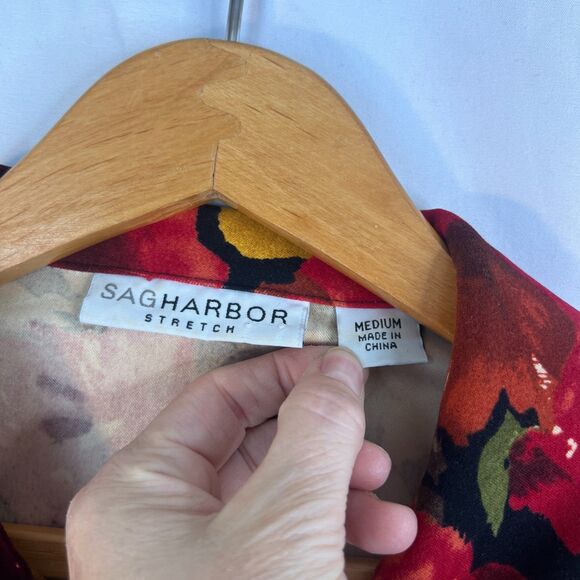 SAGHARBOR
STRETCH
MEDIUM
MADE IN
CHINA